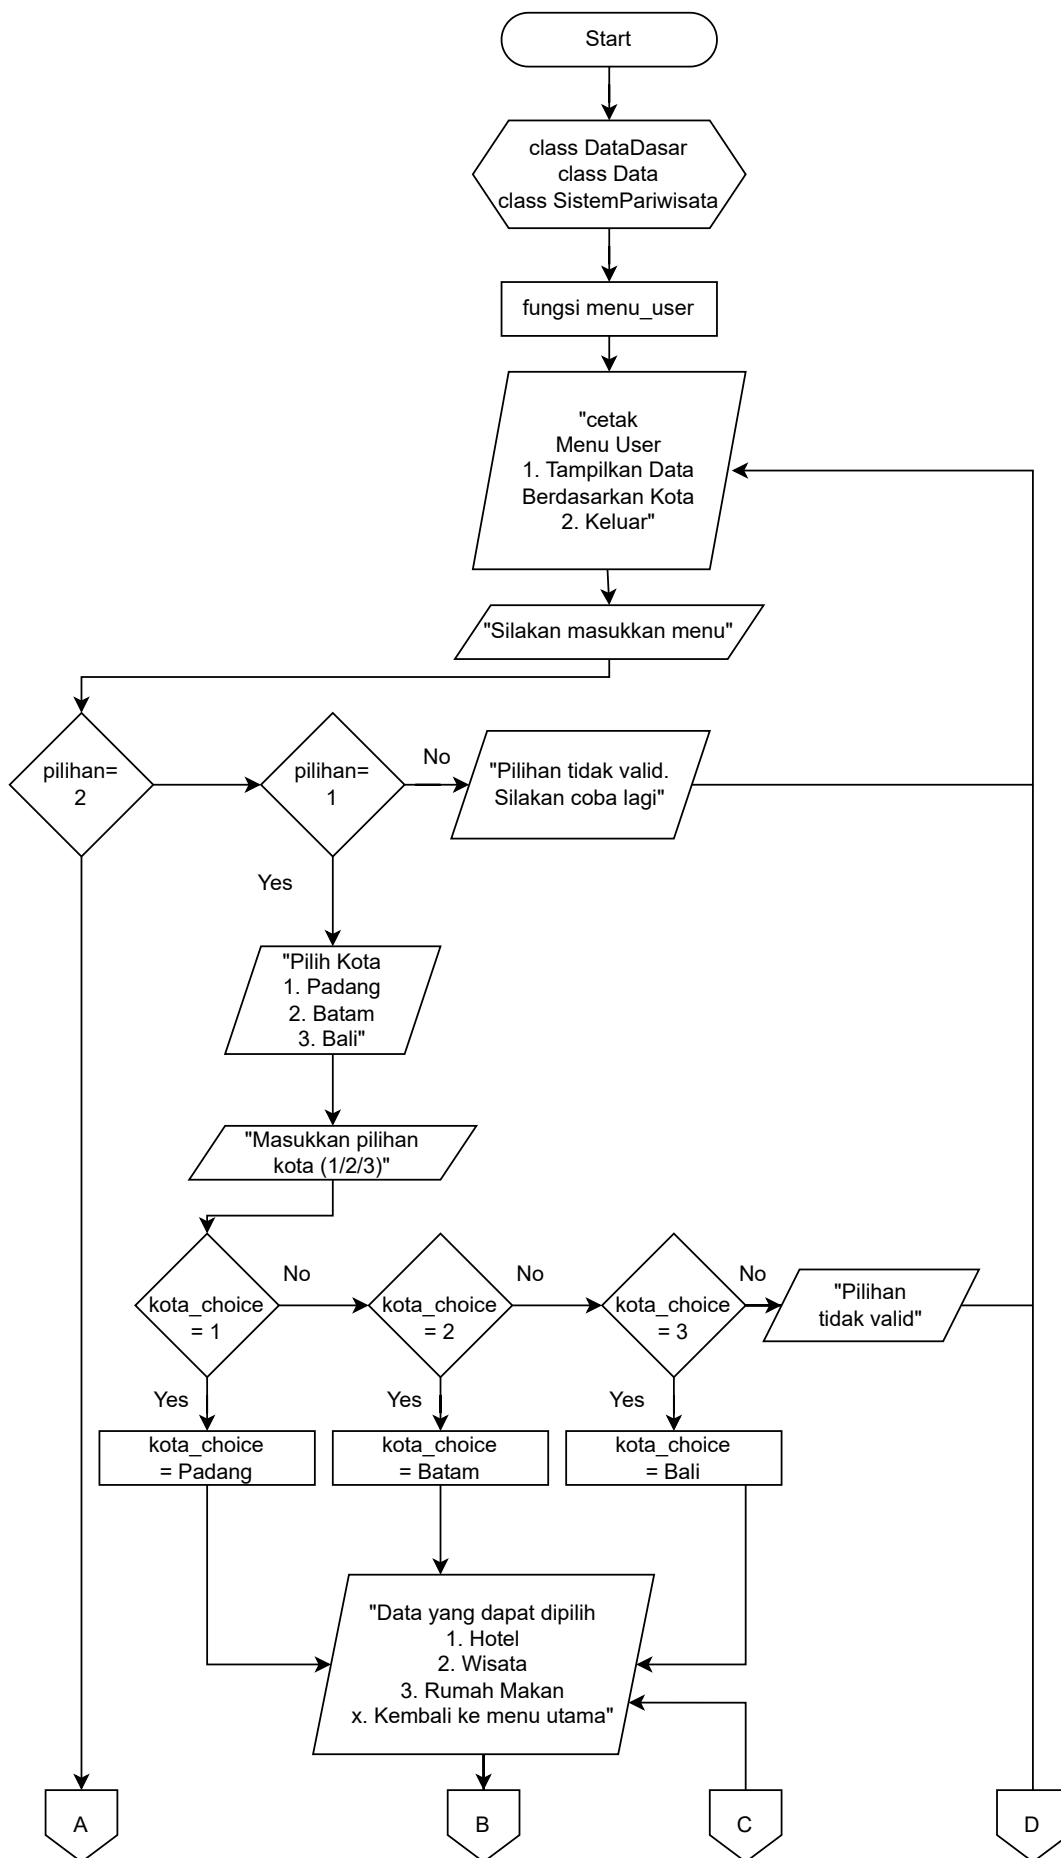 Start
class DataDasar
class Data
class SistemPariwisata
fungsi menu_user
"cetak
Menu User
1. Tampilkan Data
Berdasarkan Kota
2. Keluar"
"Silakan masukkan menu"
pilihan=
2
pilihan=
1
No
"Pilihan tidak valid.
Silakan coba lagi"
Yes
"Pilih Kota
1. Padang
2. Batam
3. Bali"
"Masukkan pilihan
kota (1/2/3)"
kota_choice
= 1
No
kota_choice
= 2
No
kota_choice
= 3
No
"Pilihan
tidak valid"
Yes
Yes
Yes
kota_choice
= Padang
kota_choice
= Batam
kota_choice
= Bali
"Data yang dapat dipilih
1. Hotel
2. Wisata
3. Rumah Makan
x. Kembali ke menu utama"
A
B
C
D